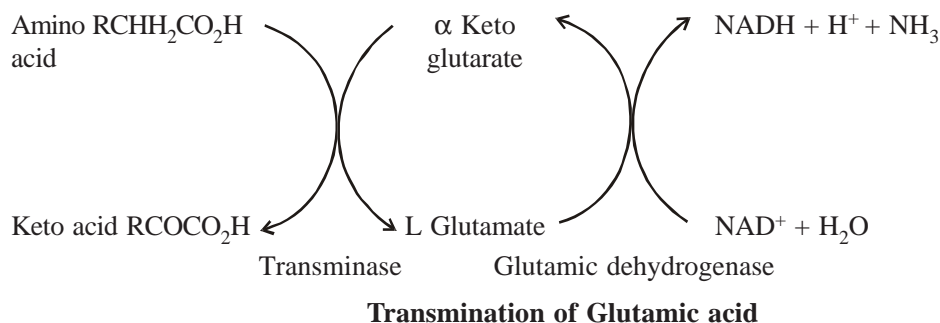 Amino RCHH₂CO₂H
acid
α Keto
glutarate
NADH + H⁺ + NH₃
Keto acid RCOCO₂H
L Glutamate
NAD⁺ + H₂O
Transminase
Glutamic dehydrogenase
Transmination of Glutamic acid